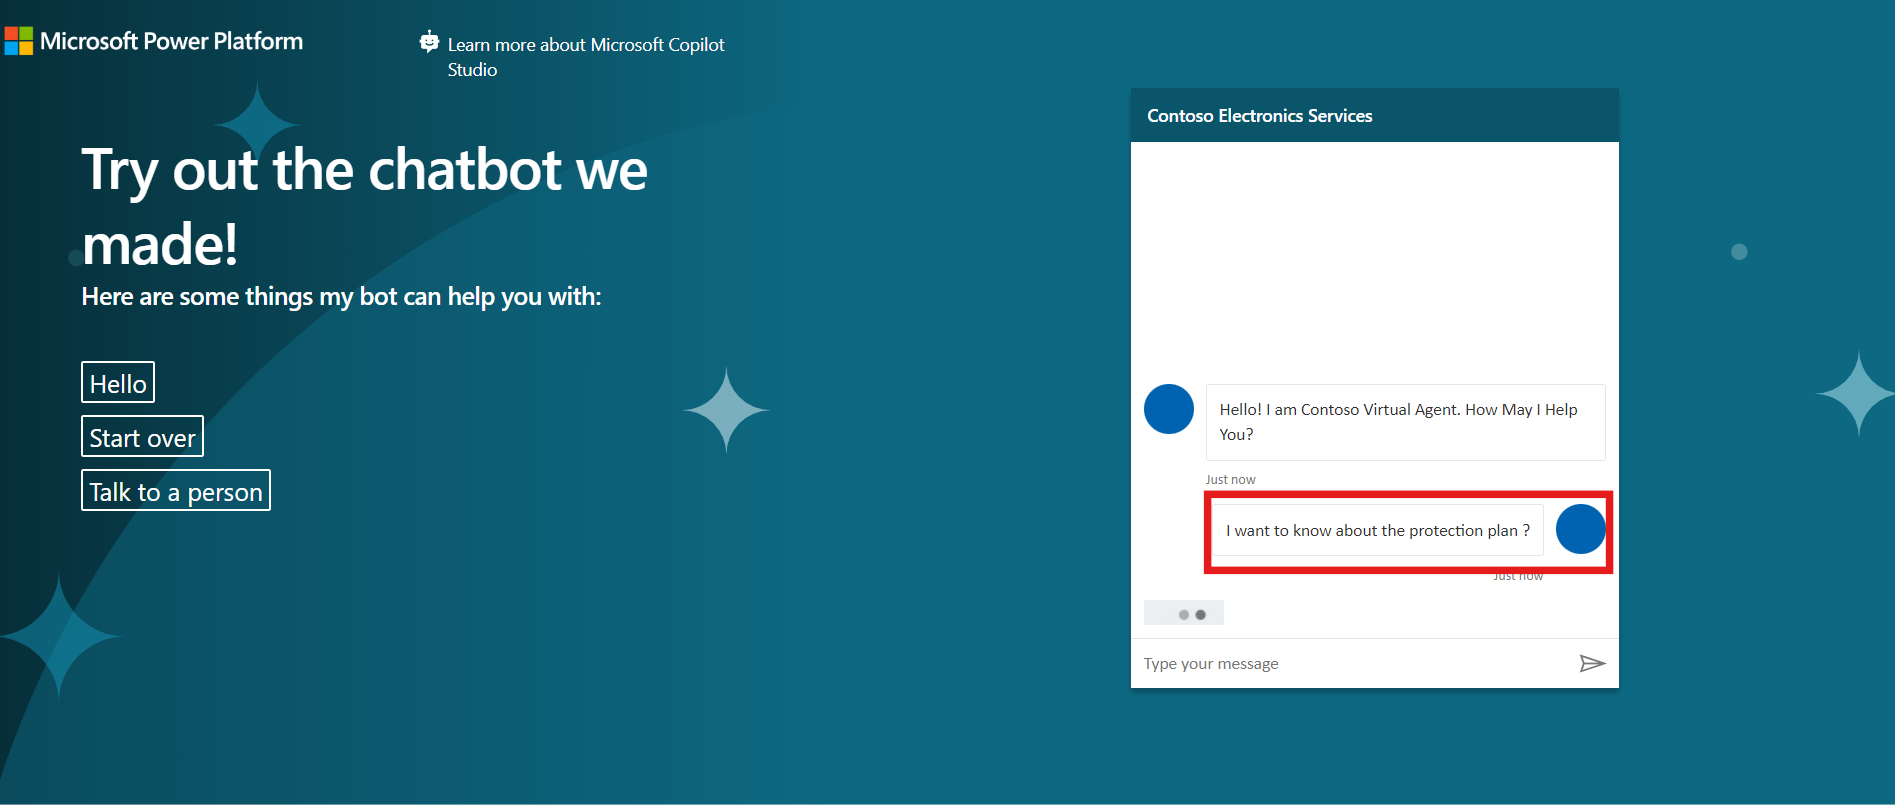 Microsoft Power Platform
Learn more about Microsoft Copilot
Studio
Try out the chatbot we
made!
Here are some things my bot can help you with:
Hello
Start over
Talk to a person
Contoso Electronics Services
Hello! I am Contoso Virtual Agent. How May I Help
You?
Just now
I want to know about the protection plan ?
Just now
Type your message